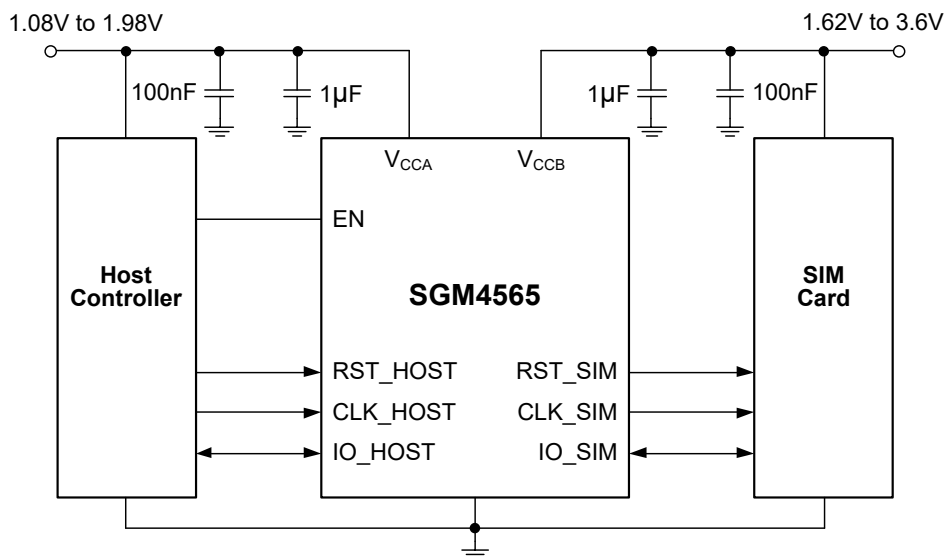 1.08V to 1.98V
1.62V to 3.6V
100nF
1µF
1µF
100nF
VCCA
VCCB
EN
Host
Controller
SGM4565
SIM
Card
RST_HOST
RST_SIM
CLK_HOST
CLK_SIM
IO_HOST
IO_SIM